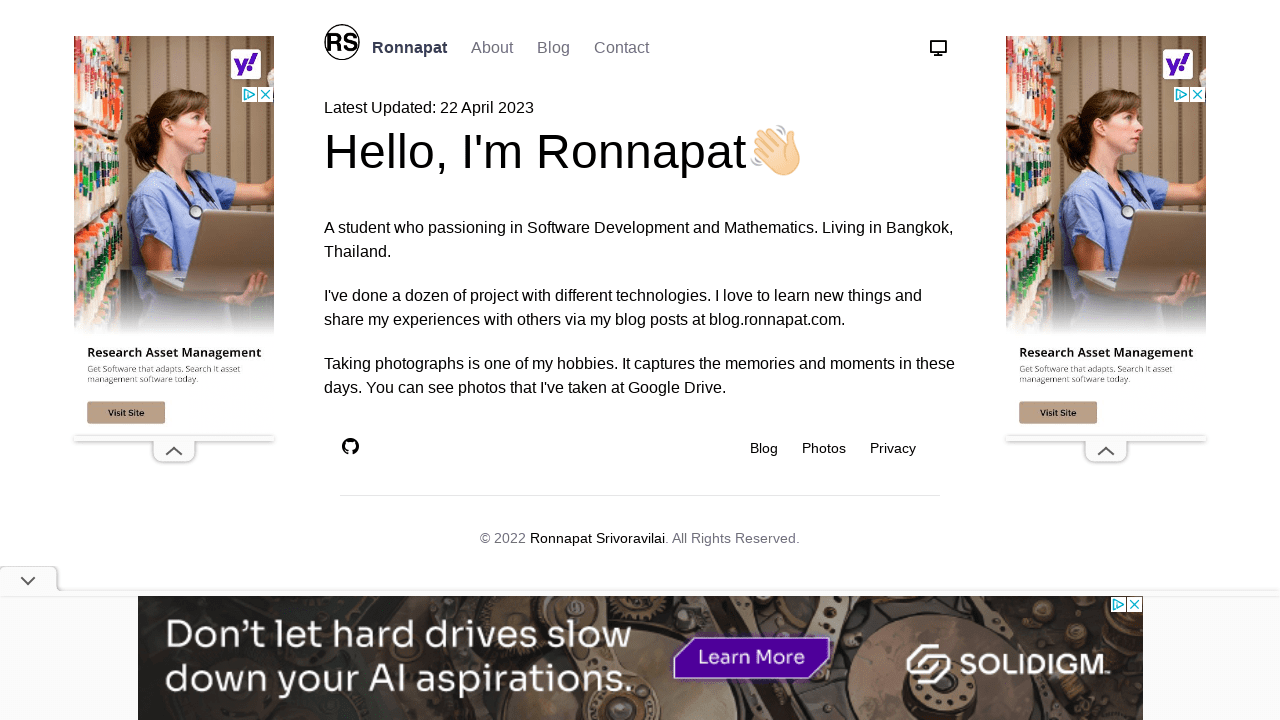 RS
Ronnapat
About
Blog
Contact
Latest Updated: 22 April 2023
Hello, I'm Ronnapat👋🏼
A student who passioning in Software Development and Mathematics. Living in Bangkok,
Thailand.
I've done a dozen of project with different technologies. I love to learn new things and
share my experiences with others via my blog posts at blog.ronnapat.com.
Taking photographs is one of my hobbies. It captures the memories and moments in these
days. You can see photos that I've taken at Google Drive.
Blog
Photos
Privacy
© 2022 Ronnapat Srivoravilai. All Rights Reserved.
y!
Research Asset Management
Get Software that adapts. Search it asset
management software today.
Visit Site
y!
Research Asset Management
Get Software that adapts. Search it asset
management software today.
Visit Site
Don't let hard drives slow
down your AI aspirations.
Learn More
SOLIDIGM